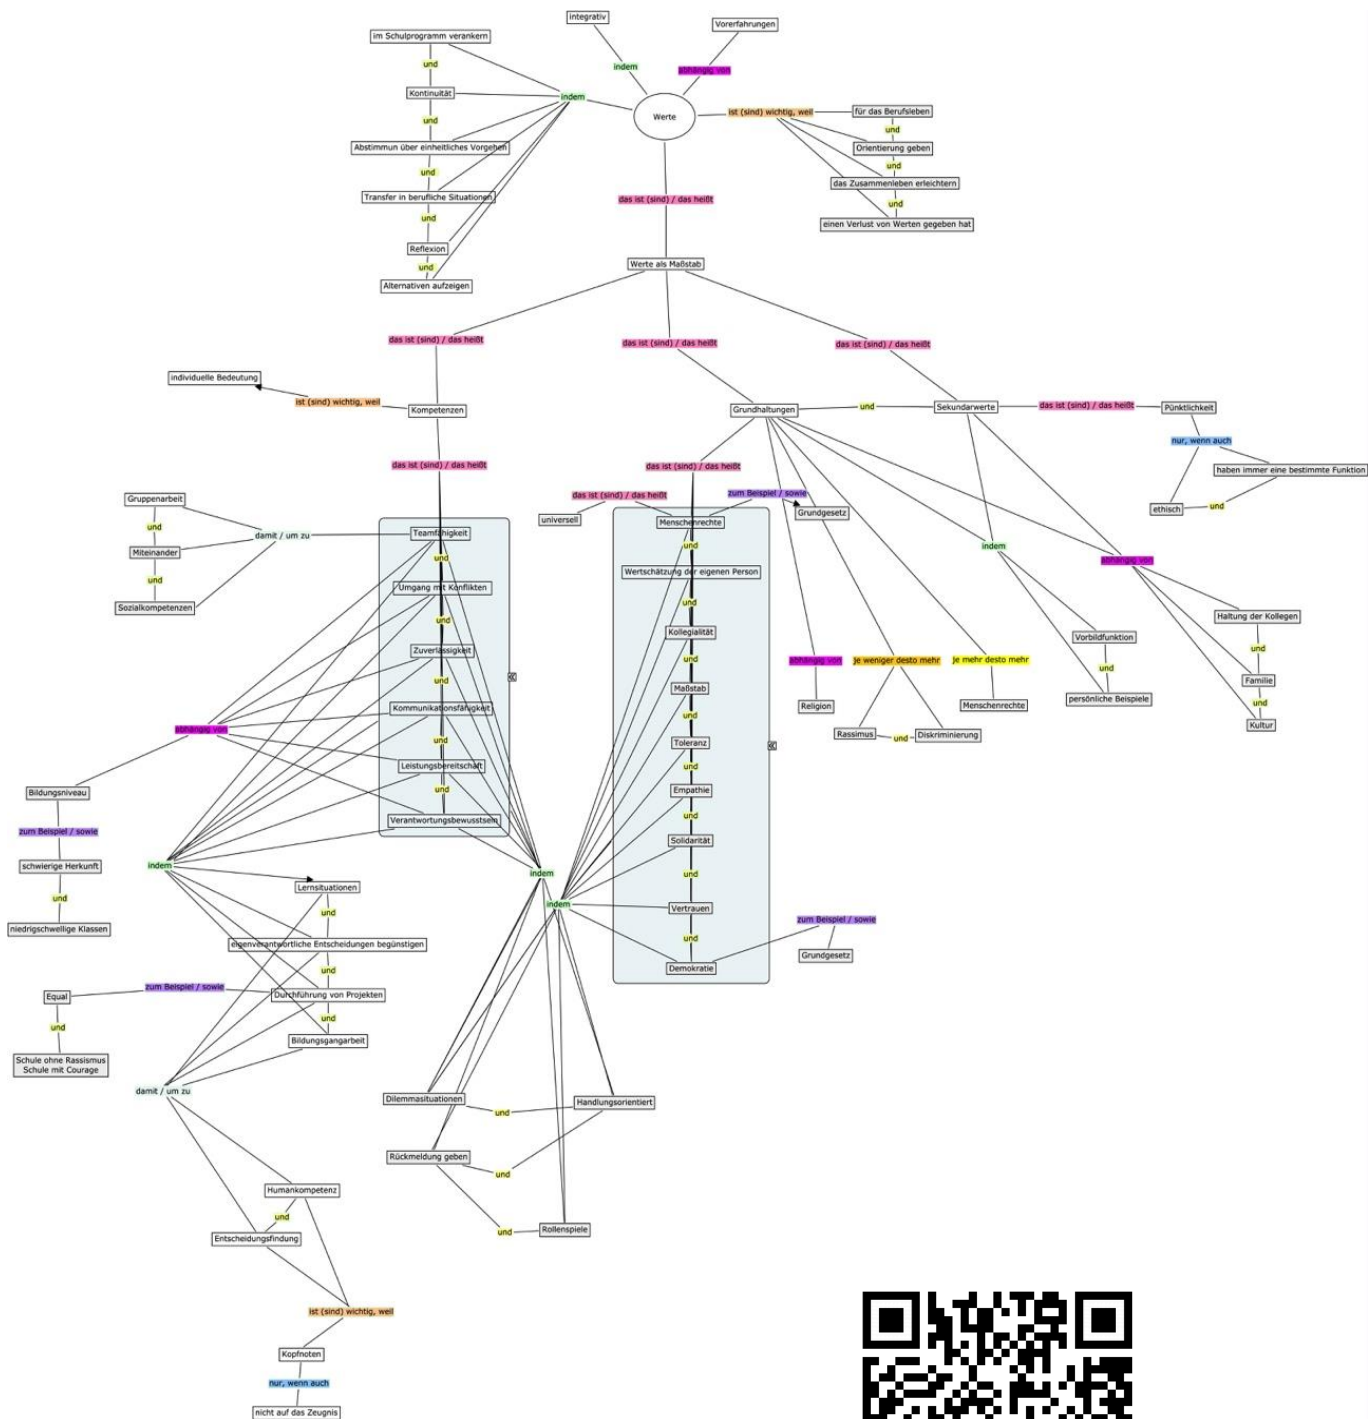 integrativ
Vorerfahrungen
im Schulprogramm verankern
und
indem
abhängig von
Kontinuität
indem
Werte
ist (sind) wichtig, weil
für das Berufsleben
und
und
Abstimmun über einheitliches Vorgehen
Orientierung geben
und
und
das Zusammenleben erleichtern
Transfer in berufliche Situationen
das ist (sind) / das heißt
und
und
einen Verlust von Werten gegeben hat
Reflexion
und
Werte als Maßstab
Alternativen aufzeigen
das ist (sind) / das heißt
das ist (sind) / das heißt
das ist (sind) / das heißt
individuelle Bedeutung
ist (sind) wichtig, weil
Kompetenzen
Grundhaltungen
und
Sekundarwerte
das ist (sind) / das heißt
Pünktlichkeit
nur, wenn auch
das ist (sind) / das heißt
das ist (sind) / das heißt
haben immer eine bestimmte Funktion
Gruppenarbeit
das ist (sind) / das heißt
zum Beispiel / sowie
ethisch
und
universell
Menschenrechte
Grundgesetz
und
damit / um zu
Teamfähigkeit
und
indem
Miteinander
und
abhängig von
Wertschätzung der eigenen Person
und
Umgang mit Konflikten
und
Sozialkompetenzen
und
Haltung der Kollegen
Kollegialität
Vorbildfunktion
und
Zuverlässigkeit
und
abhängig von
je weniger desto mehr
je mehr desto mehr
und
und
Familie
Maßstab
persönliche Beispiele
und
Kommunikationsfähigkeit
Religion
Menschenrechte
und
Kultur
abhängig von
und
Toleranz
Rassimus
und
Diskriminierung
Leistungsbereitschaft
und
und
Empathie
Bildungsniveau
und
Verantwortungsbewusstsein
zum Beispiel / sowie
Solidarität
schwierige Herkunft
indem
indem
und
Lernsituationen
und
indem
Vertrauen
und
zum Beispiel / sowie
niedrigschwellige Klassen
eigenverantwortliche Entscheidungen begünstigen
und
Grundgesetz
Demokratie
und
Equal
zum Beispiel / sowie
Durchführung von Projekten
und
und
Bildungsgangarbeit
Schule ohne Rassismus
Schule mit Courage
damit / um zu
Dilemmasituationen
und
Handlungsorientiert
Rückmeldung geben
und
Humankompetenz
und
Entscheidungsfindung
und
Rollenspiele
ist (sind) wichtig, weil
Kopfnoten
nur, wenn auch
nicht auf das Zeugnis